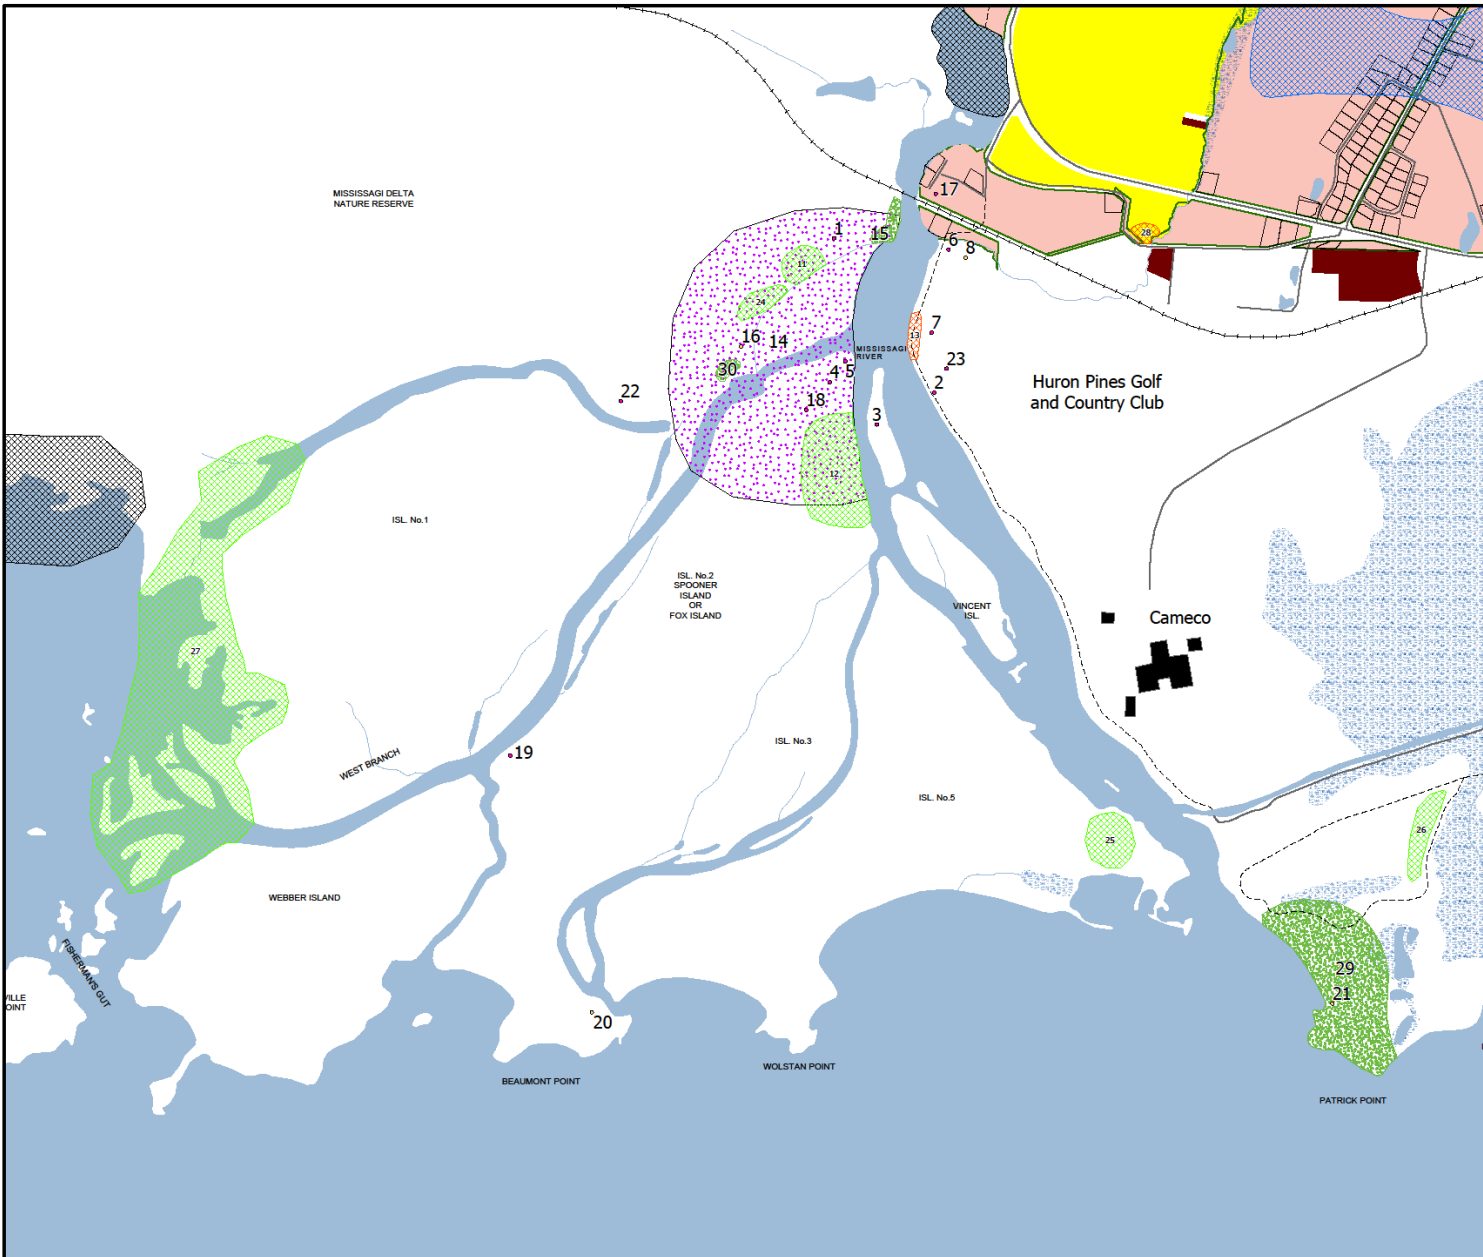 MISSISSAGI DELTA
NATURE RESERVE
17
1
15
6
8
28
11
24
16
14
13
7
MISSISSAGI
RIVER
30
4
5
23
2
Huron Pines Golf
and Country Club
22
18
3
12
ISL. No.1
ISL. No.2
SPOONER
ISLAND
OR
FOX ISLAND
VINCENT
ISL.
Cameco
27
19
WEST BRANCH
ISL. No.3
ISL. No.5
25
26
WEBBER ISLAND
FISHERMAN'S GUT
VILLE
OINT
29
21
20
BEAUMONT POINT
WOLSTAN POINT
PATRICK POINT